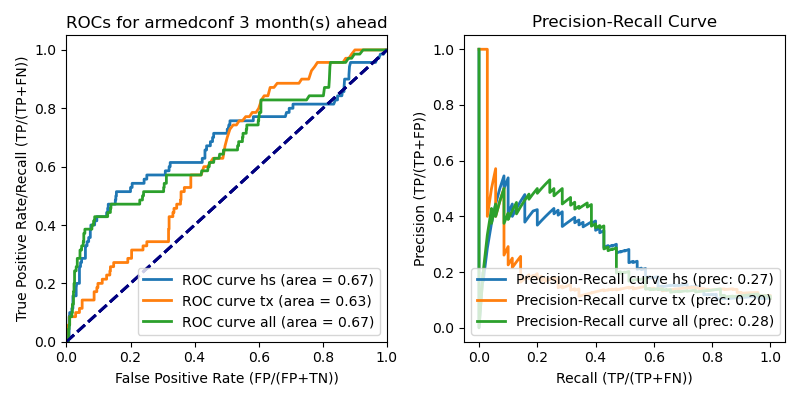 ROCs for armedconf 3 month(s) ahead
True Positive Rate/Recall (TP/(TP+FN))
1.0
0.8
0.6
0.4
0.2
0.0
0.0 0.2 0.4 0.6 0.8 1.0
False Positive Rate (FP/(FP+TN))
ROC curve hs (area = 0.67)
ROC curve tx (area = 0.63)
ROC curve all (area = 0.67)
Precision-Recall Curve
Precision (TP/(TP+FP))
1.0
0.8
0.6
0.4
0.2
0.0
0.0 0.2 0.4 0.6 0.8 1.0
Recall (TP/(TP+FN))
Precision-Recall curve hs (prec: 0.27)
Precision-Recall curve tx (prec: 0.20)
Precision-Recall curve all (prec: 0.28)